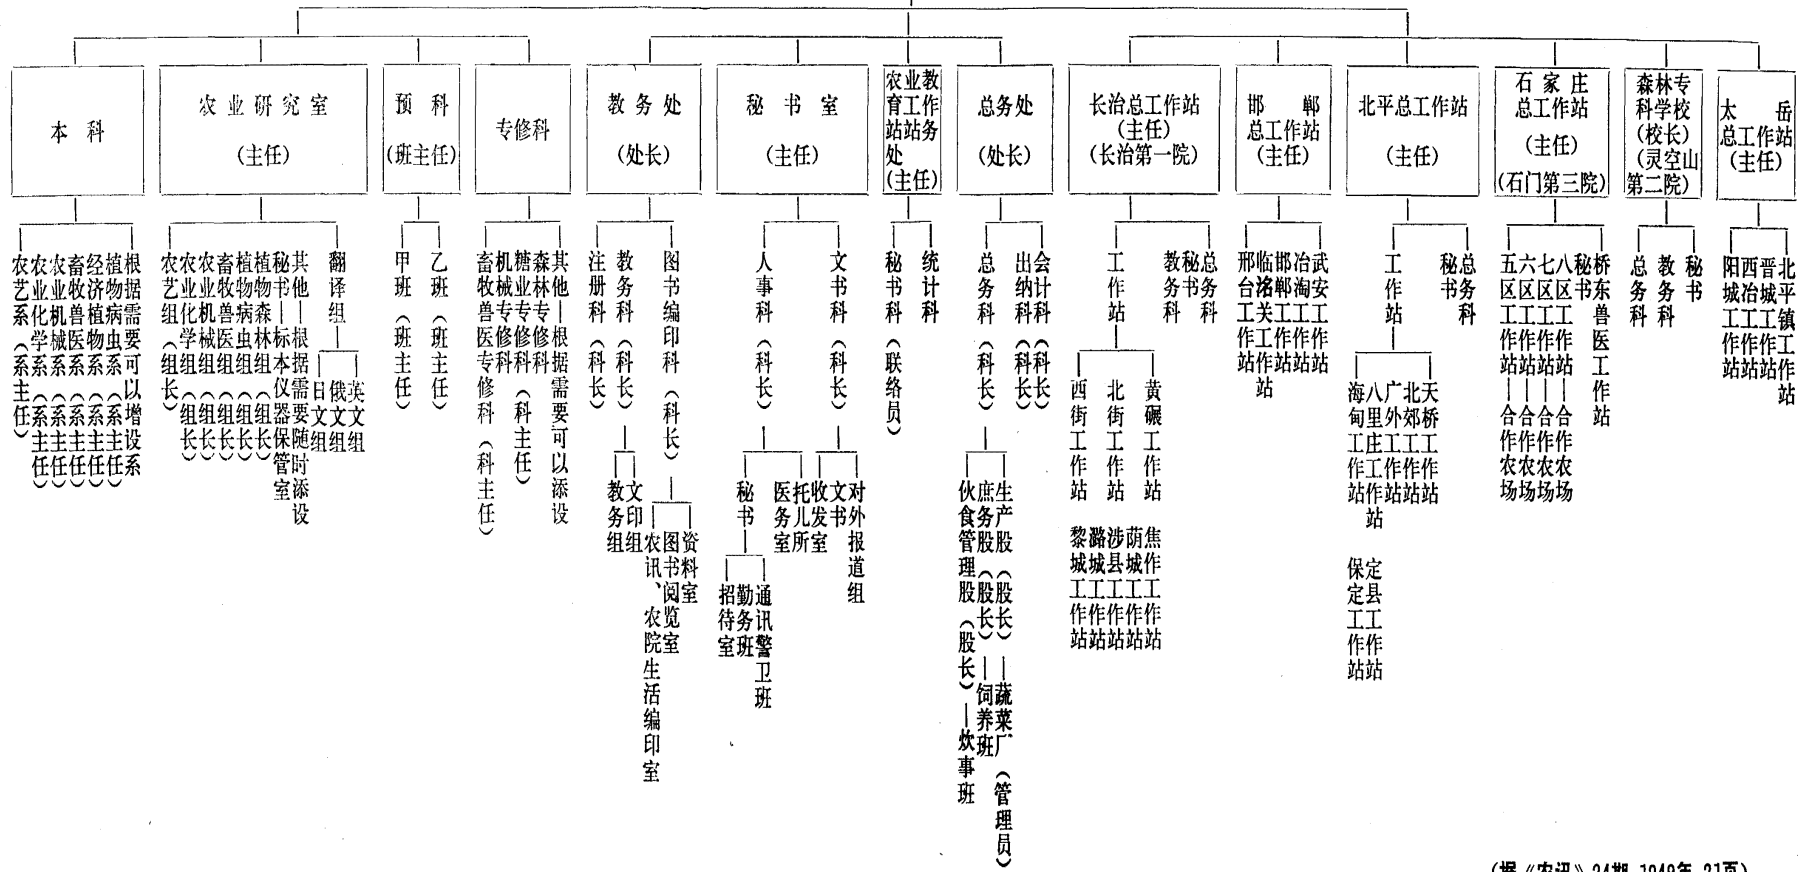 本科
农业研究室
(主任)
预科
(班主任)
专修科
教务处
(处长)
秘书室
(主任)
农业教
育工作
站站务
处
(主任)
总务处
(处长)
长治总工作站
(主任)
(长治第一院)
邯郸
总工作站
(主任)
北平总工作站
(主任)
石家庄
总工作站
(主任)
(石门第三院)
森林专
科学校
(校长)
(灵空山
第二院)
太岳
总工作站
(主任)
农艺系(系主任)
农业化学系(系主任)
农业机械系(系主任)
畜牧兽医系(系主任)
经济植物系(系主任)
植物病虫系(系主任)
根据需要可以增设系
农艺组(组长)
农业化学组(组长)
农业机械组(组长)
畜牧兽医组(组长)
植物病虫组(组长)
植物森林组(组长)
秘书—标本仪器保管室
其他—根据需要随时添设
翻译组
日文组
俄文组
英文组
甲班(班主任)
乙班(班主任)
畜牧兽医专修科(科主任)
机械专修科
糖业专修科(科主任)
森林专修科
其他—根据需要可以添设
注册科(科长)
教务科(科长)
教务组
文印组
图书编印科(科长)
农讯、农院生活编印室
图书阅览室
资料室
人事科(科长)
秘书
招待室
勤务班
通讯警卫班
医务室
托儿所
文书科(科长)
收发室
文书
对外报道组
秘书科(联络员)
统计科
总务科(科长)
伙食管理股(股长)—炊事班
庶务股(股长)—饲养班
生产股(股长)—蔬菜厂(管理员)
出纳科(科长)
会计科(科长)
工作站
西街工作站
北街工作站
黄碾工作站
黎城工作站
潞城工作站
涉县工作站
荫城工作站
焦作工作站
教务科
秘书
总务科
邢台工作站
临洺关工作站
邯郸工作站
冶淘工作站
武安工作站
工作站
海甸工作站
八里庄工作站
广外工作站
北郊工作站
天桥工作站
保定工作站
定县工作站
秘书
总务科
五区工作站—合作农场
六区工作站—合作农场
七区工作站—合作农场
八区工作站—合作农场
秘书
桥东兽医工作站
总务科
教务科
秘书
阳城工作站
西冶工作站
晋城工作站
北平镇工作站
(据《农讯》24期 1949年 21页)